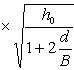 × √(h₀ / (1 + 2 d/B))